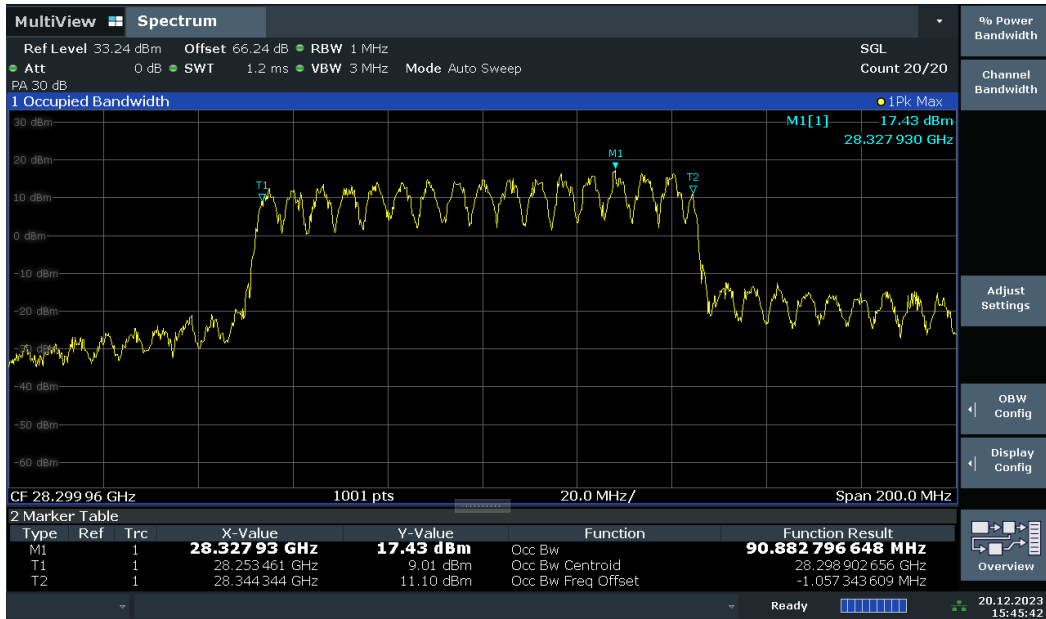 MultiView Spectrum
Ref Level 33.24 dBm Offset 66.24 dB RBW 1 MHz SGL
Att 0 dB SWT 1.2 ms VBW 3 MHz Mode Auto Sweep Count 20/20
PA 30 dB
1 Occupied Bandwidth 1Pk Max
M1[1] 17.43 dBm
28.327 930 GHz
30 dBm
20 dBm
10 dBm
0 dBm
-10 dBm
-20 dBm
-30 dBm
-40 dBm
-50 dBm
-60 dBm
T1
M1
T2
CF 28.299 96 GHz 1001 pts 20.0 MHz/ Span 200.0 MHz
2 Marker Table
Type Ref Trc X-Value Y-Value Function Function Result
M1 1 28.327 93 GHz 17.43 dBm Occ Bw 90.882 796 648 MHz
T1 1 28.253 461 GHz 9.01 dBm Occ Bw Centroid 28.298 902 656 GHz
T2 1 28.344 344 GHz 11.10 dBm Occ Bw Freq Offset -1.057 343 609 MHz
Ready
20.12.2023
15:45:42
% Power
Bandwidth
Channel
Bandwidth
Adjust
Settings
OBW
Config
Display
Config
Overview